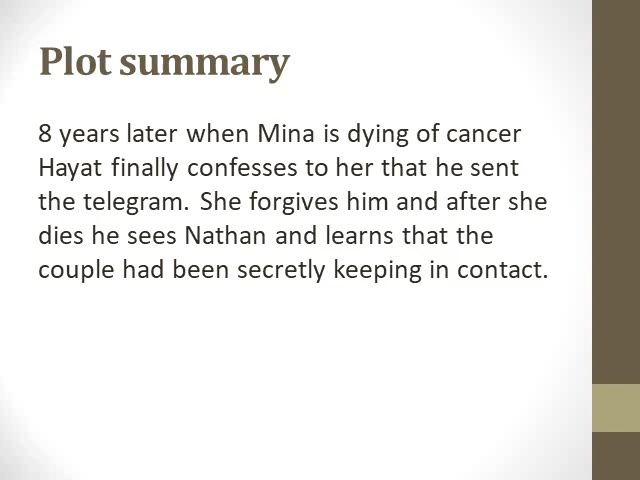 Plot summary
8 years later when Mina is dying of cancer
Hayat finally confesses to her that he sent
the telegram.  She forgives him and after she
dies he sees Nathan and learns that the
couple had been secretly keeping in contact.